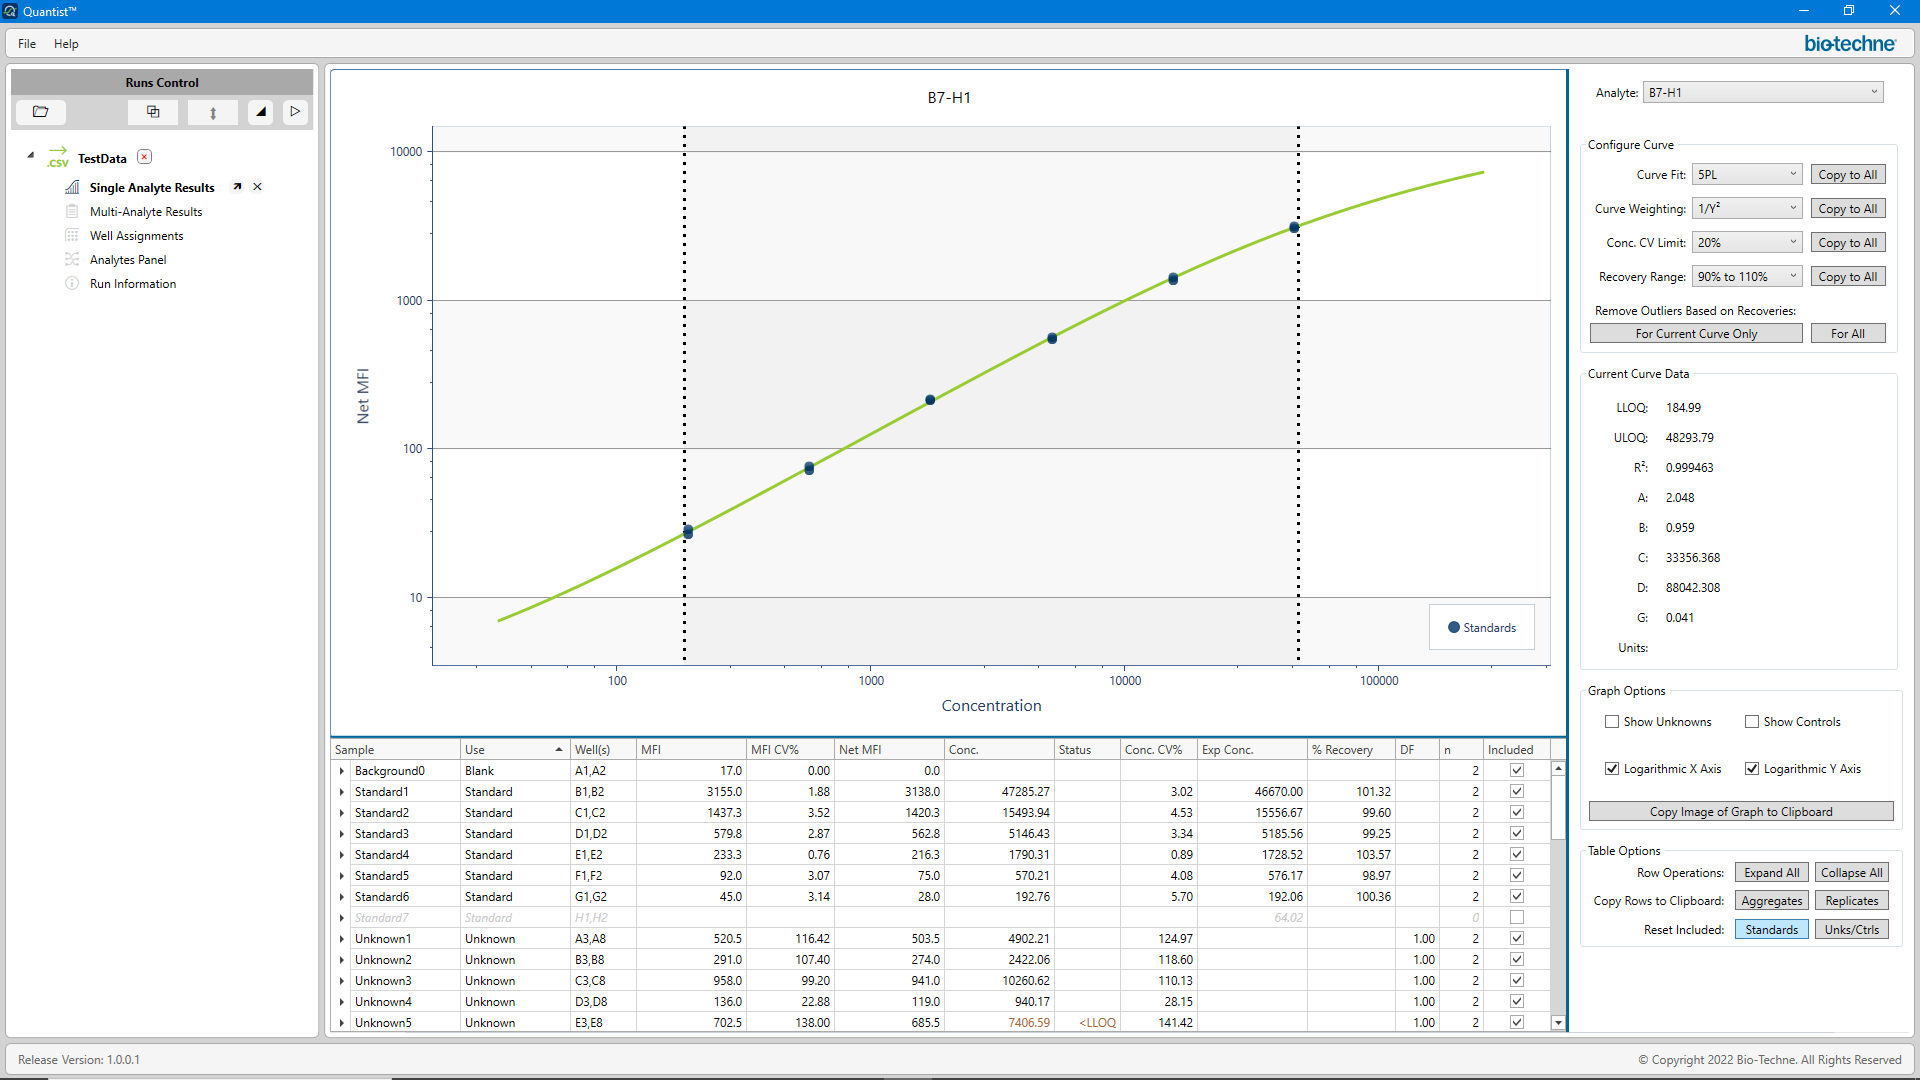 Quantist™
File Help
bio-techne
Runs Control
.csv TestData
Single Analyte Results
Multi-Analyte Results
Well Assignments
Analytes Panel
Run Information
B7-H1
Net MFI
10000
1000
100
10
Standards
100 1000 10000 100000
Concentration
Analyte: B7-H1
Configure Curve
Curve Fit: 5PL Copy to All
Curve Weighting: 1/Y² Copy to All
Conc. CV Limit: 20% Copy to All
Recovery Range: 90% to 110% Copy to All
Remove Outliers Based on Recoveries:
For Current Curve Only For All
Current Curve Data
LLOQ: 184.99
ULOQ: 48293.79
R²: 0.999463
A: 2.048
B: 0.959
C: 33356.368
D: 88042.308
G: 0.041
Units:
Graph Options
Show Unknowns Show Controls
Logarithmic X Axis Logarithmic Y Axis
Copy Image of Graph to Clipboard
Table Options
Row Operations: Expand All Collapse All
Copy Rows to Clipboard: Aggregates Replicates
Reset Included: Standards Unks/Ctrls
Sample Use Well(s) MFI MFI CV% Net MFI Conc. Status Conc. CV% Exp Conc. % Recovery DF n Included
Background0 Blank A1,A2 17.0 0.00 0.0 2
Standard1 Standard B1,B2 3155.0 1.88 3138.0 47285.27 3.02 46670.00 101.32 2
Standard2 Standard C1,C2 1437.3 3.52 1420.3 15493.94 4.53 15556.67 99.60 2
Standard3 Standard D1,D2 579.8 2.87 562.8 5146.43 3.34 5185.56 99.25 2
Standard4 Standard E1,E2 233.3 0.76 216.3 1790.31 0.89 1728.52 103.57 2
Standard5 Standard F1,F2 92.0 3.07 75.0 570.21 4.08 576.17 98.97 2
Standard6 Standard G1,G2 45.0 3.14 28.0 192.76 5.70 192.06 100.36 2
Standard7 Standard H1,H2 64.02 0
Unknown1 Unknown A3,A8 520.5 116.42 503.5 4902.21 124.97 1.00 2
Unknown2 Unknown B3,B8 291.0 107.40 274.0 2422.06 118.60 1.00 2
Unknown3 Unknown C3,C8 958.0 99.20 941.0 10260.62 110.13 1.00 2
Unknown4 Unknown D3,D8 136.0 22.88 119.0 940.17 28.15 1.00 2
Unknown5 Unknown E3,E8 702.5 138.00 685.5 7406.59 <LLOQ 141.42 1.00 2
Release Version: 1.0.0.1
© Copyright 2022 Bio-Techne. All Rights Reserved